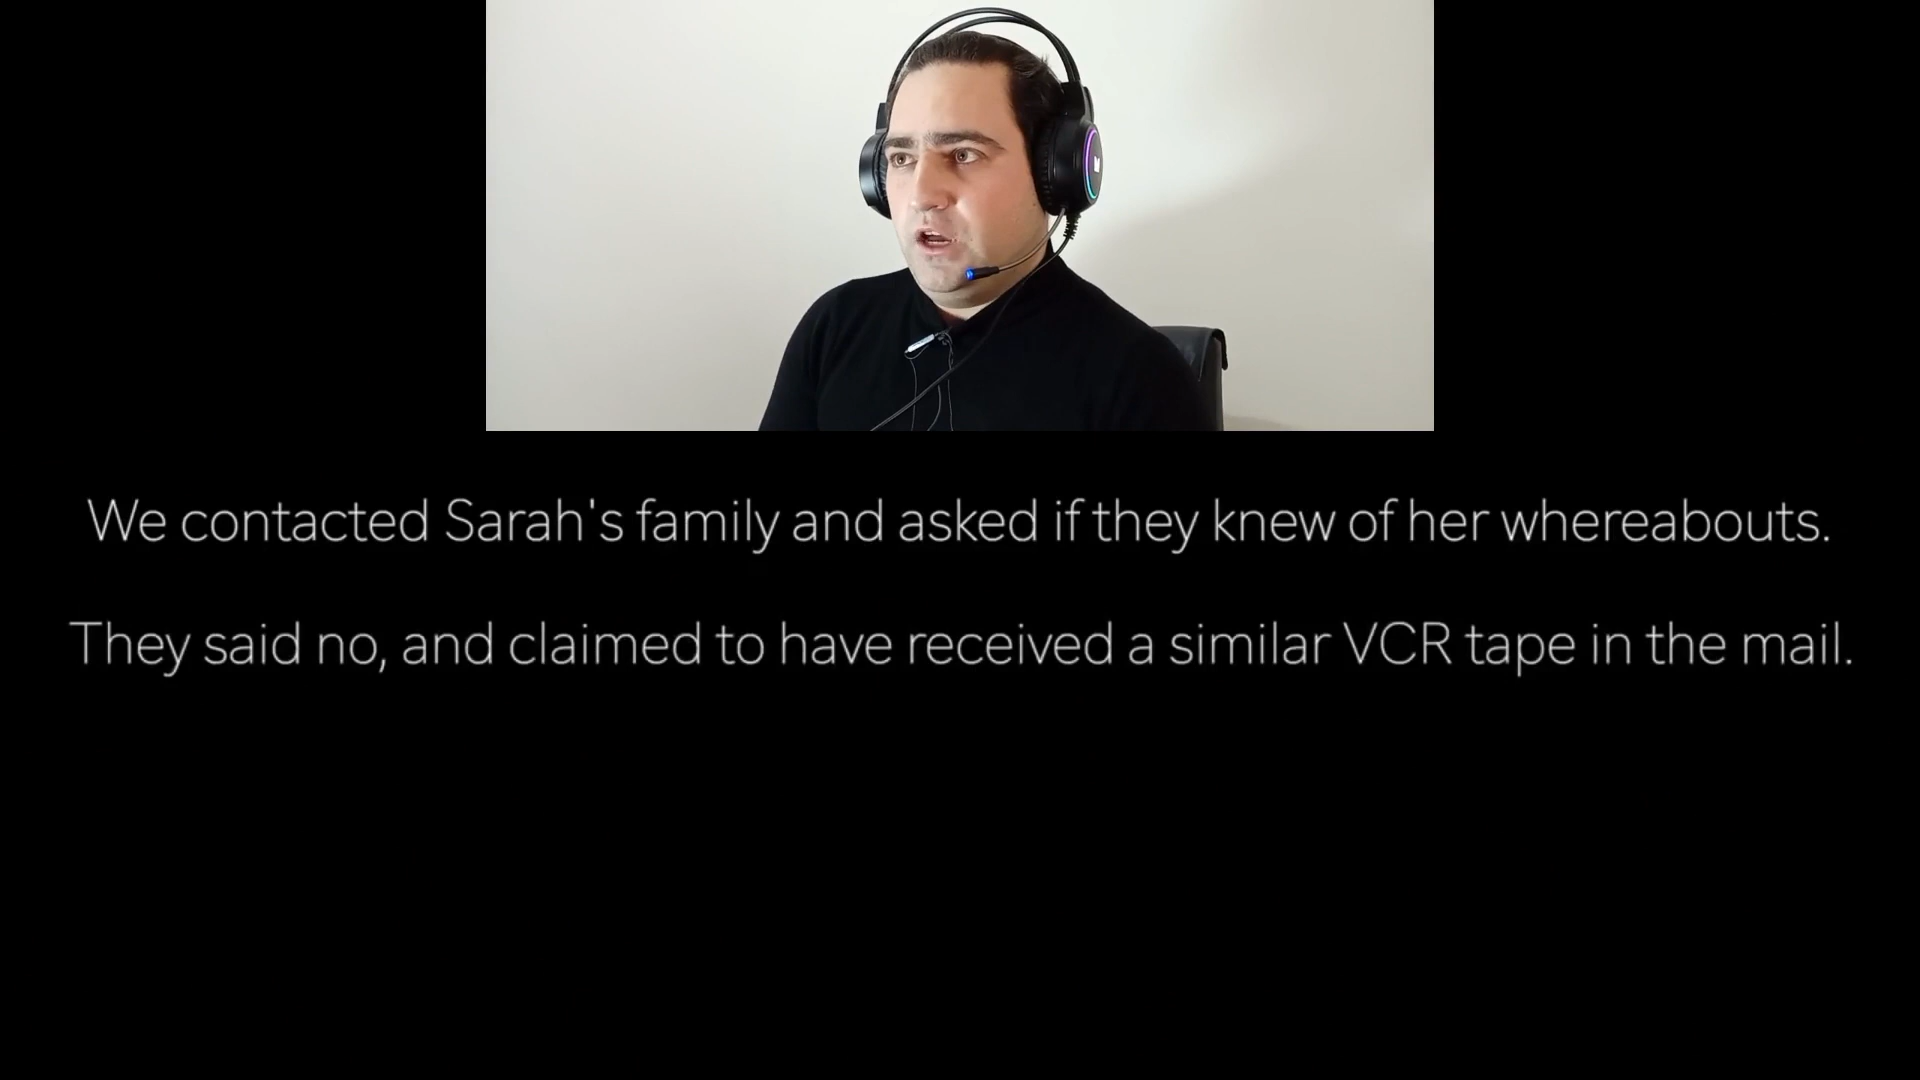 We contacted Sarah's family and asked if they knew of her whereabouts.
They said no, and claimed to have received a similar VCR tape in the mail.